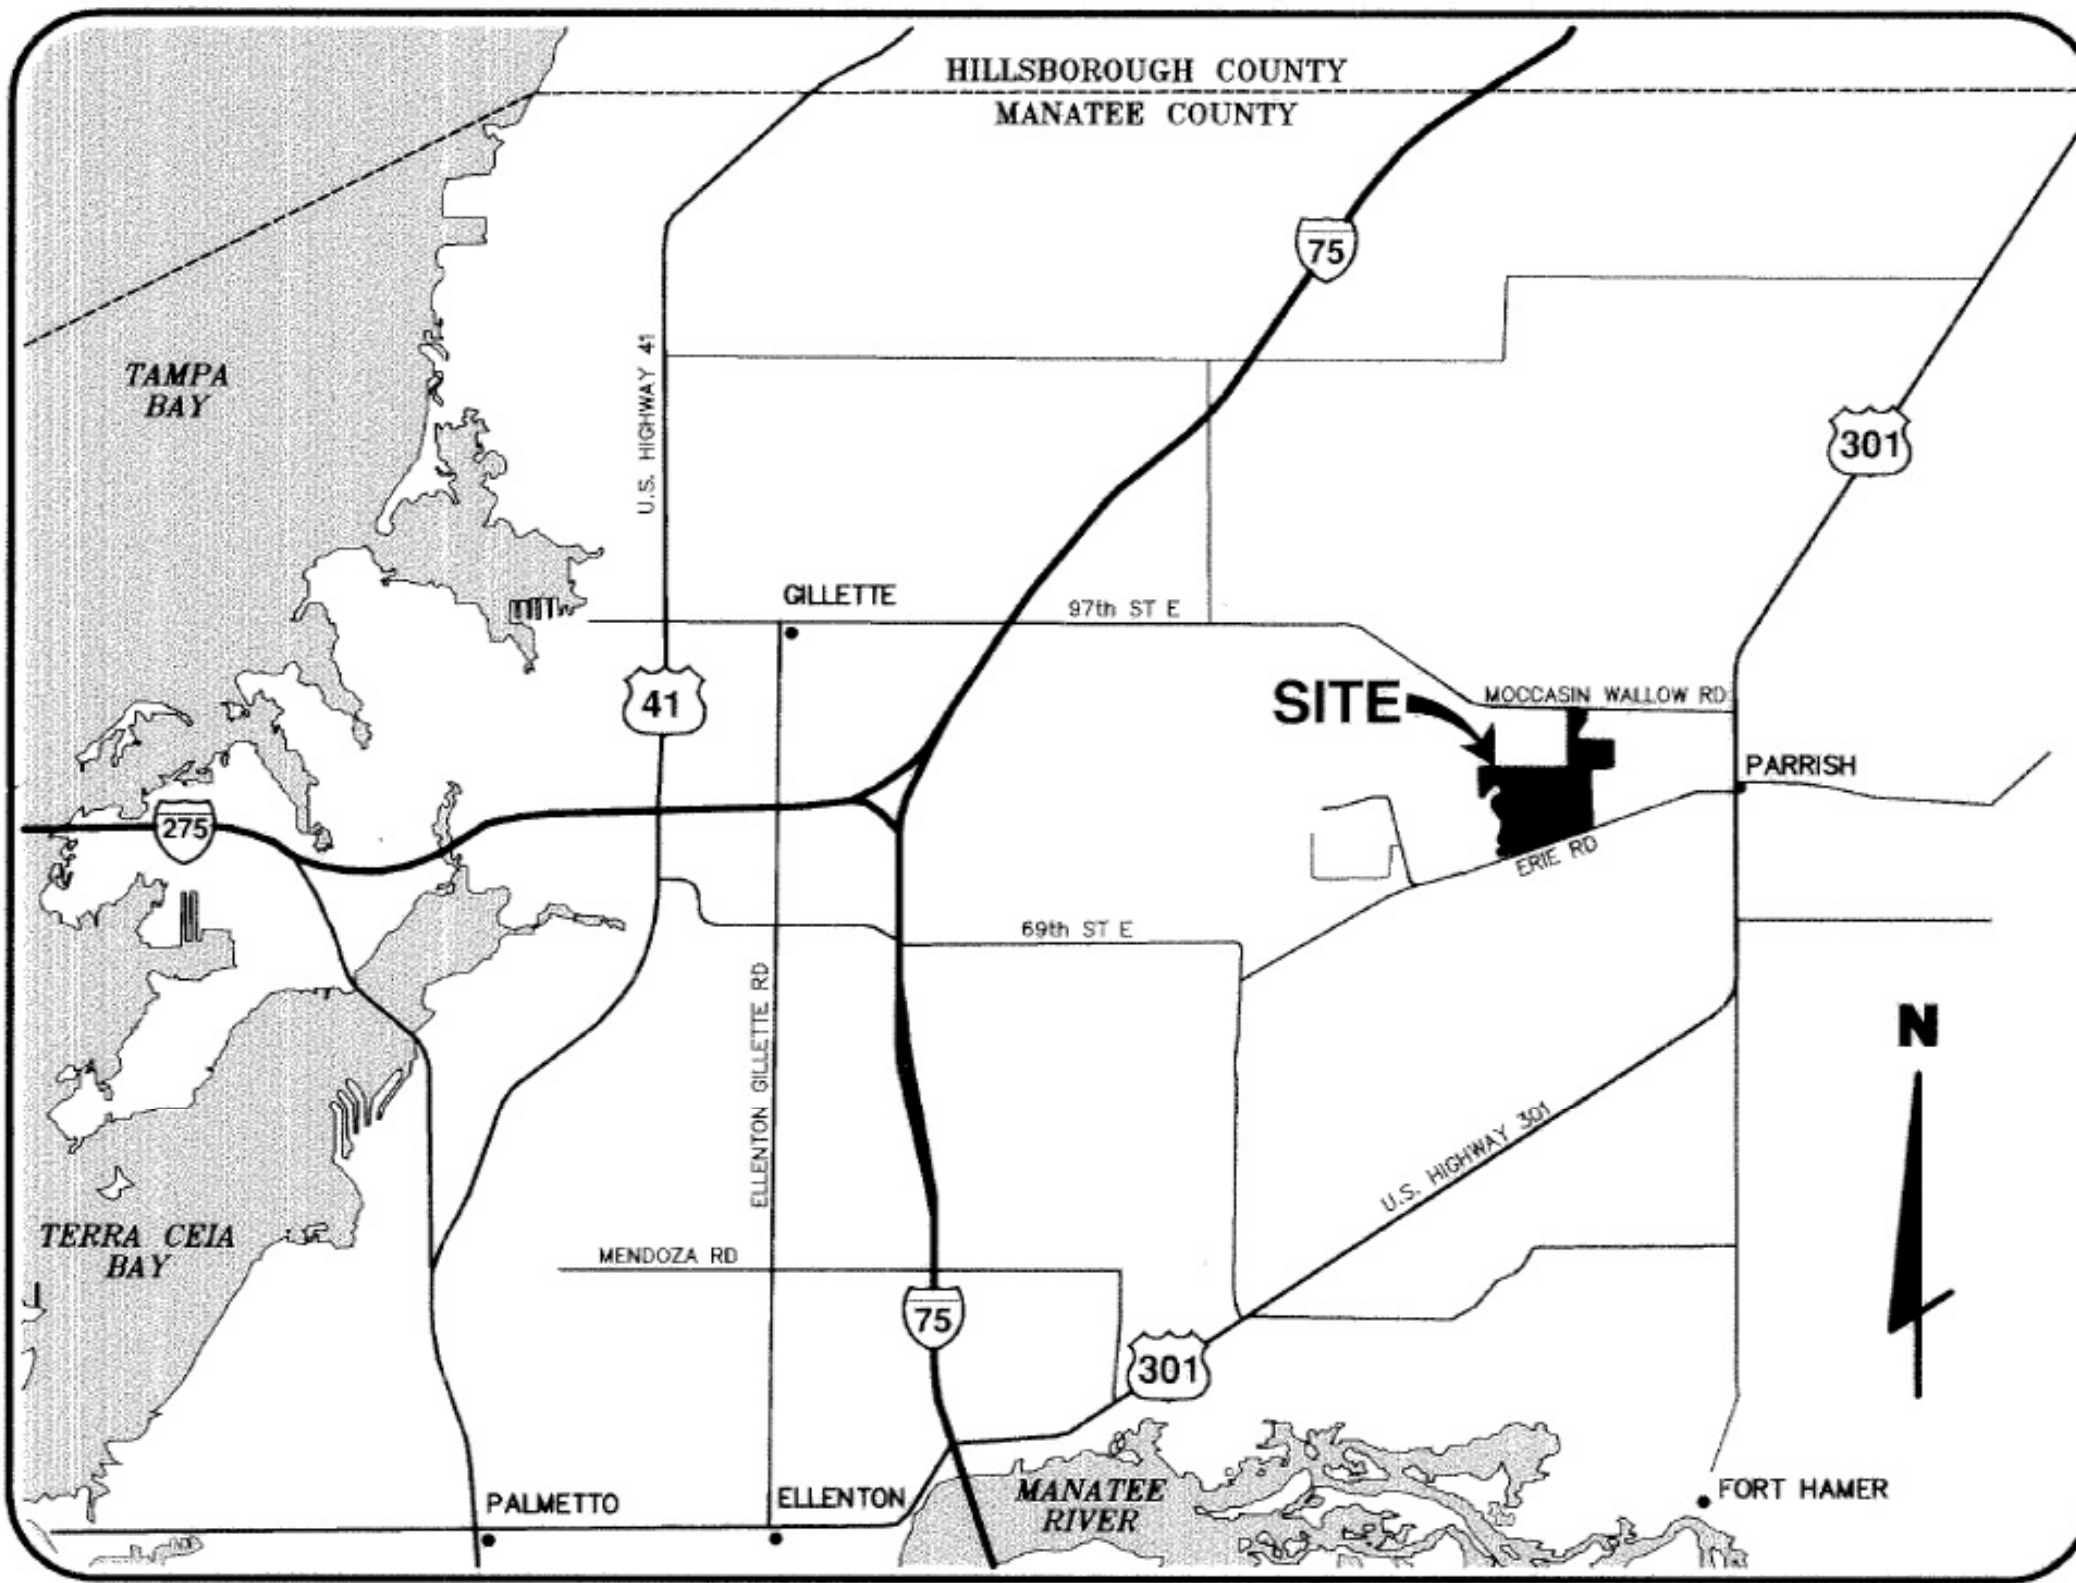 HILLSBOROUGH COUNTY
MANATEE COUNTY
75
TAMPA
BAY
U.S. HIGHWAY 41
301
GILLETTE
97th ST E
41
SITE
MOCCASIN WALLOW RD
PARRISH
275
ERIE RD
69th ST E
ELLENTON GILLETTE RD
N
U.S. HIGHWAY 301
TERRA CEIA
BAY
MENDOZA RD
75
301
PALMETTO
ELLENTON
MANATEE
RIVER
FORT HAMER